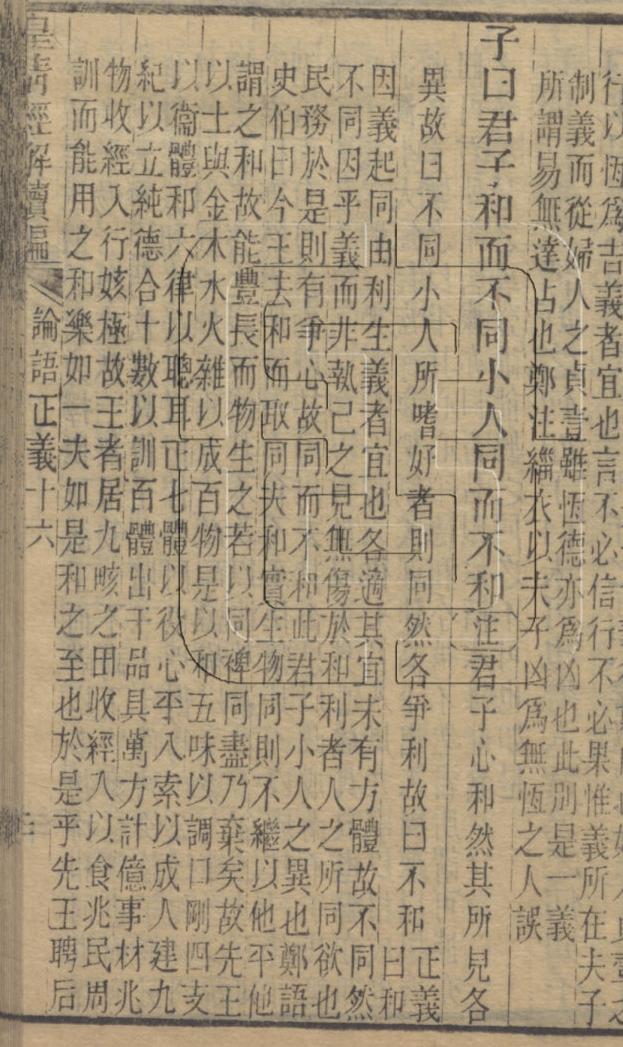 行以恆爲吉義者宜也言不必信行不必果惟義所在夫子
制義而從婦人之貞壹雖恆德亦爲凶也此別是一義
所謂易無達占也鄭注緇衣以夫子凶爲無恆之人誤
子曰君子和而不同小人同而不和注君子心和然其所見各
異故曰不同小人所嗜好者則同然各爭利故曰不和正義曰和
因義起同由利生義者宜也各適其宜未有方體故不同然
不同因乎義而非執己之見無傷於和利者人之所同欲也
民務於是則有爭心故同而不和此君子小人之異也鄭語
史伯曰今王去和而取同夫和實生物同則不繼以他平他
謂之和故能豐長而物生之若以同裨同盡乃棄矣故先王
以土與金木水火雜以成百物是以和五味以調口剛四支
以衞體和六律以聰耳正七體以役心平八索以成人建九
紀以立純德合十數以訓百體出千品具萬方計億事材兆
物收經入行姟極故王者居九畡之田收經入以食兆民周
訓而能用之和樂如一夫如是和之至也於是乎先王聘后
皇清經解續編
論語正義十六